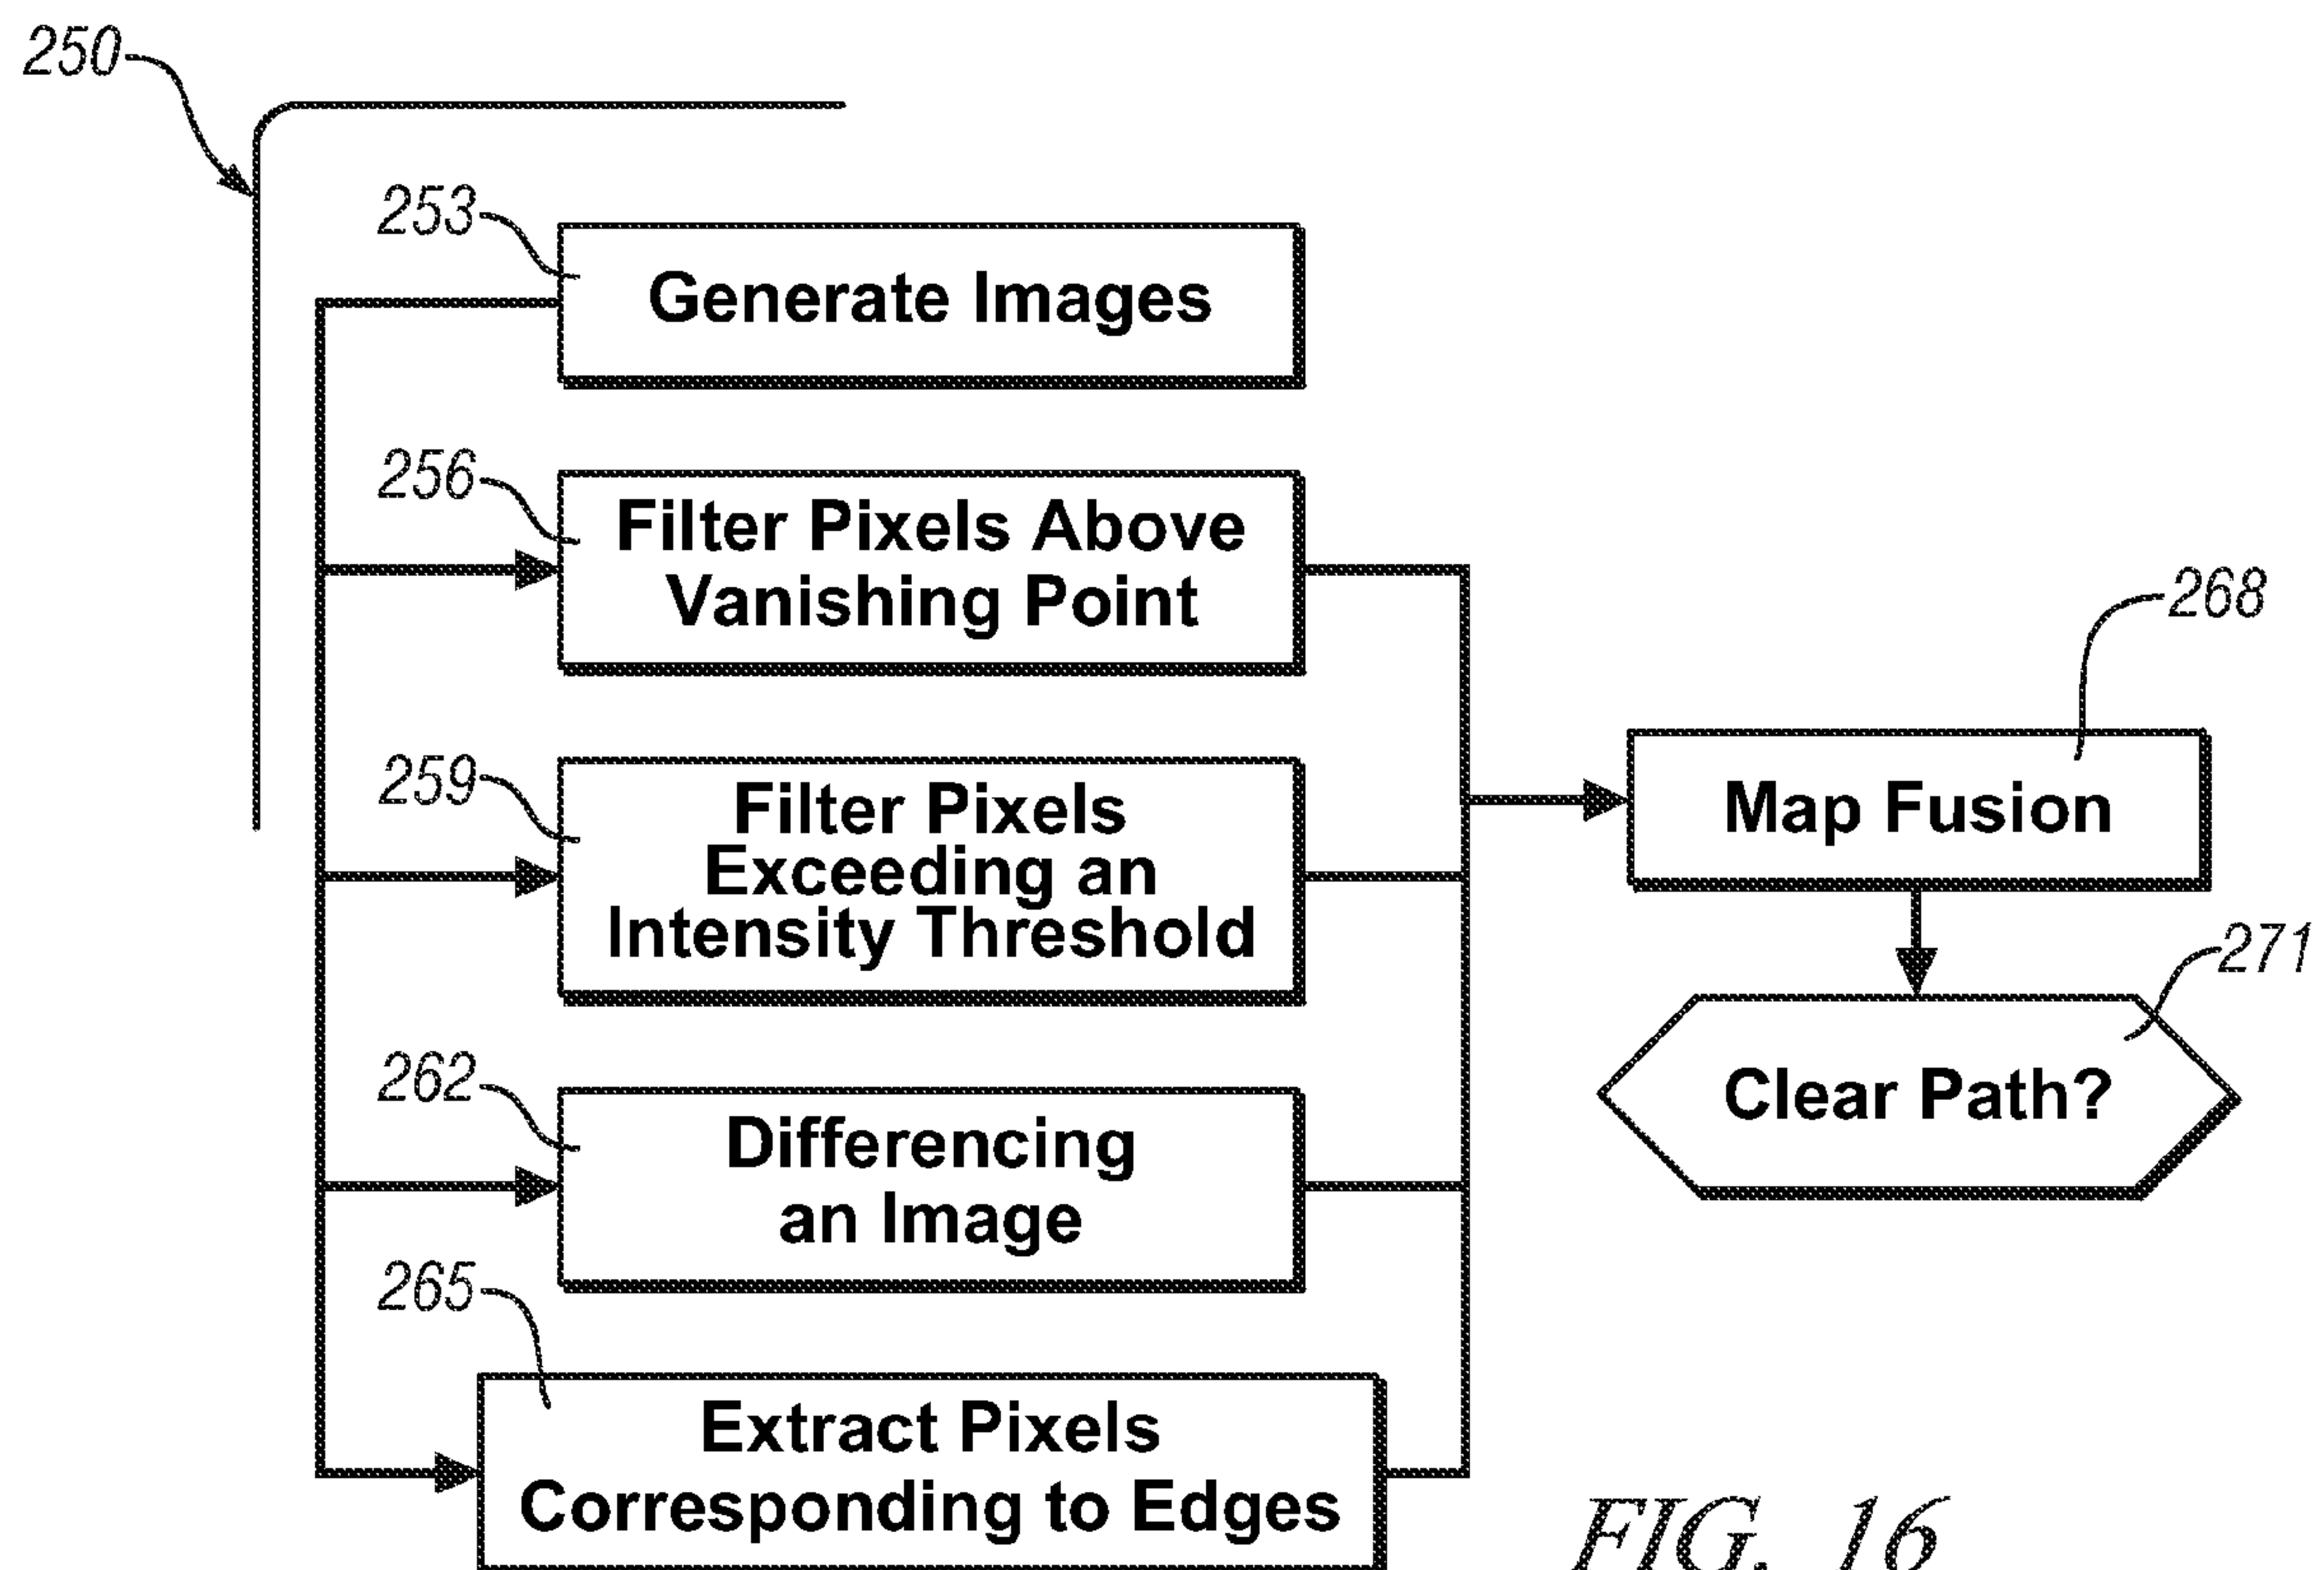 250
253
Generate Images
256
Filter Pixels Above
Vanishing Point
259
Filter Pixels
Exceeding an
Intensity Threshold
262
Differencing
an Image
265
Extract Pixels
Corresponding to Edges
268
Map Fusion
271
Clear Path?
FIG. 16